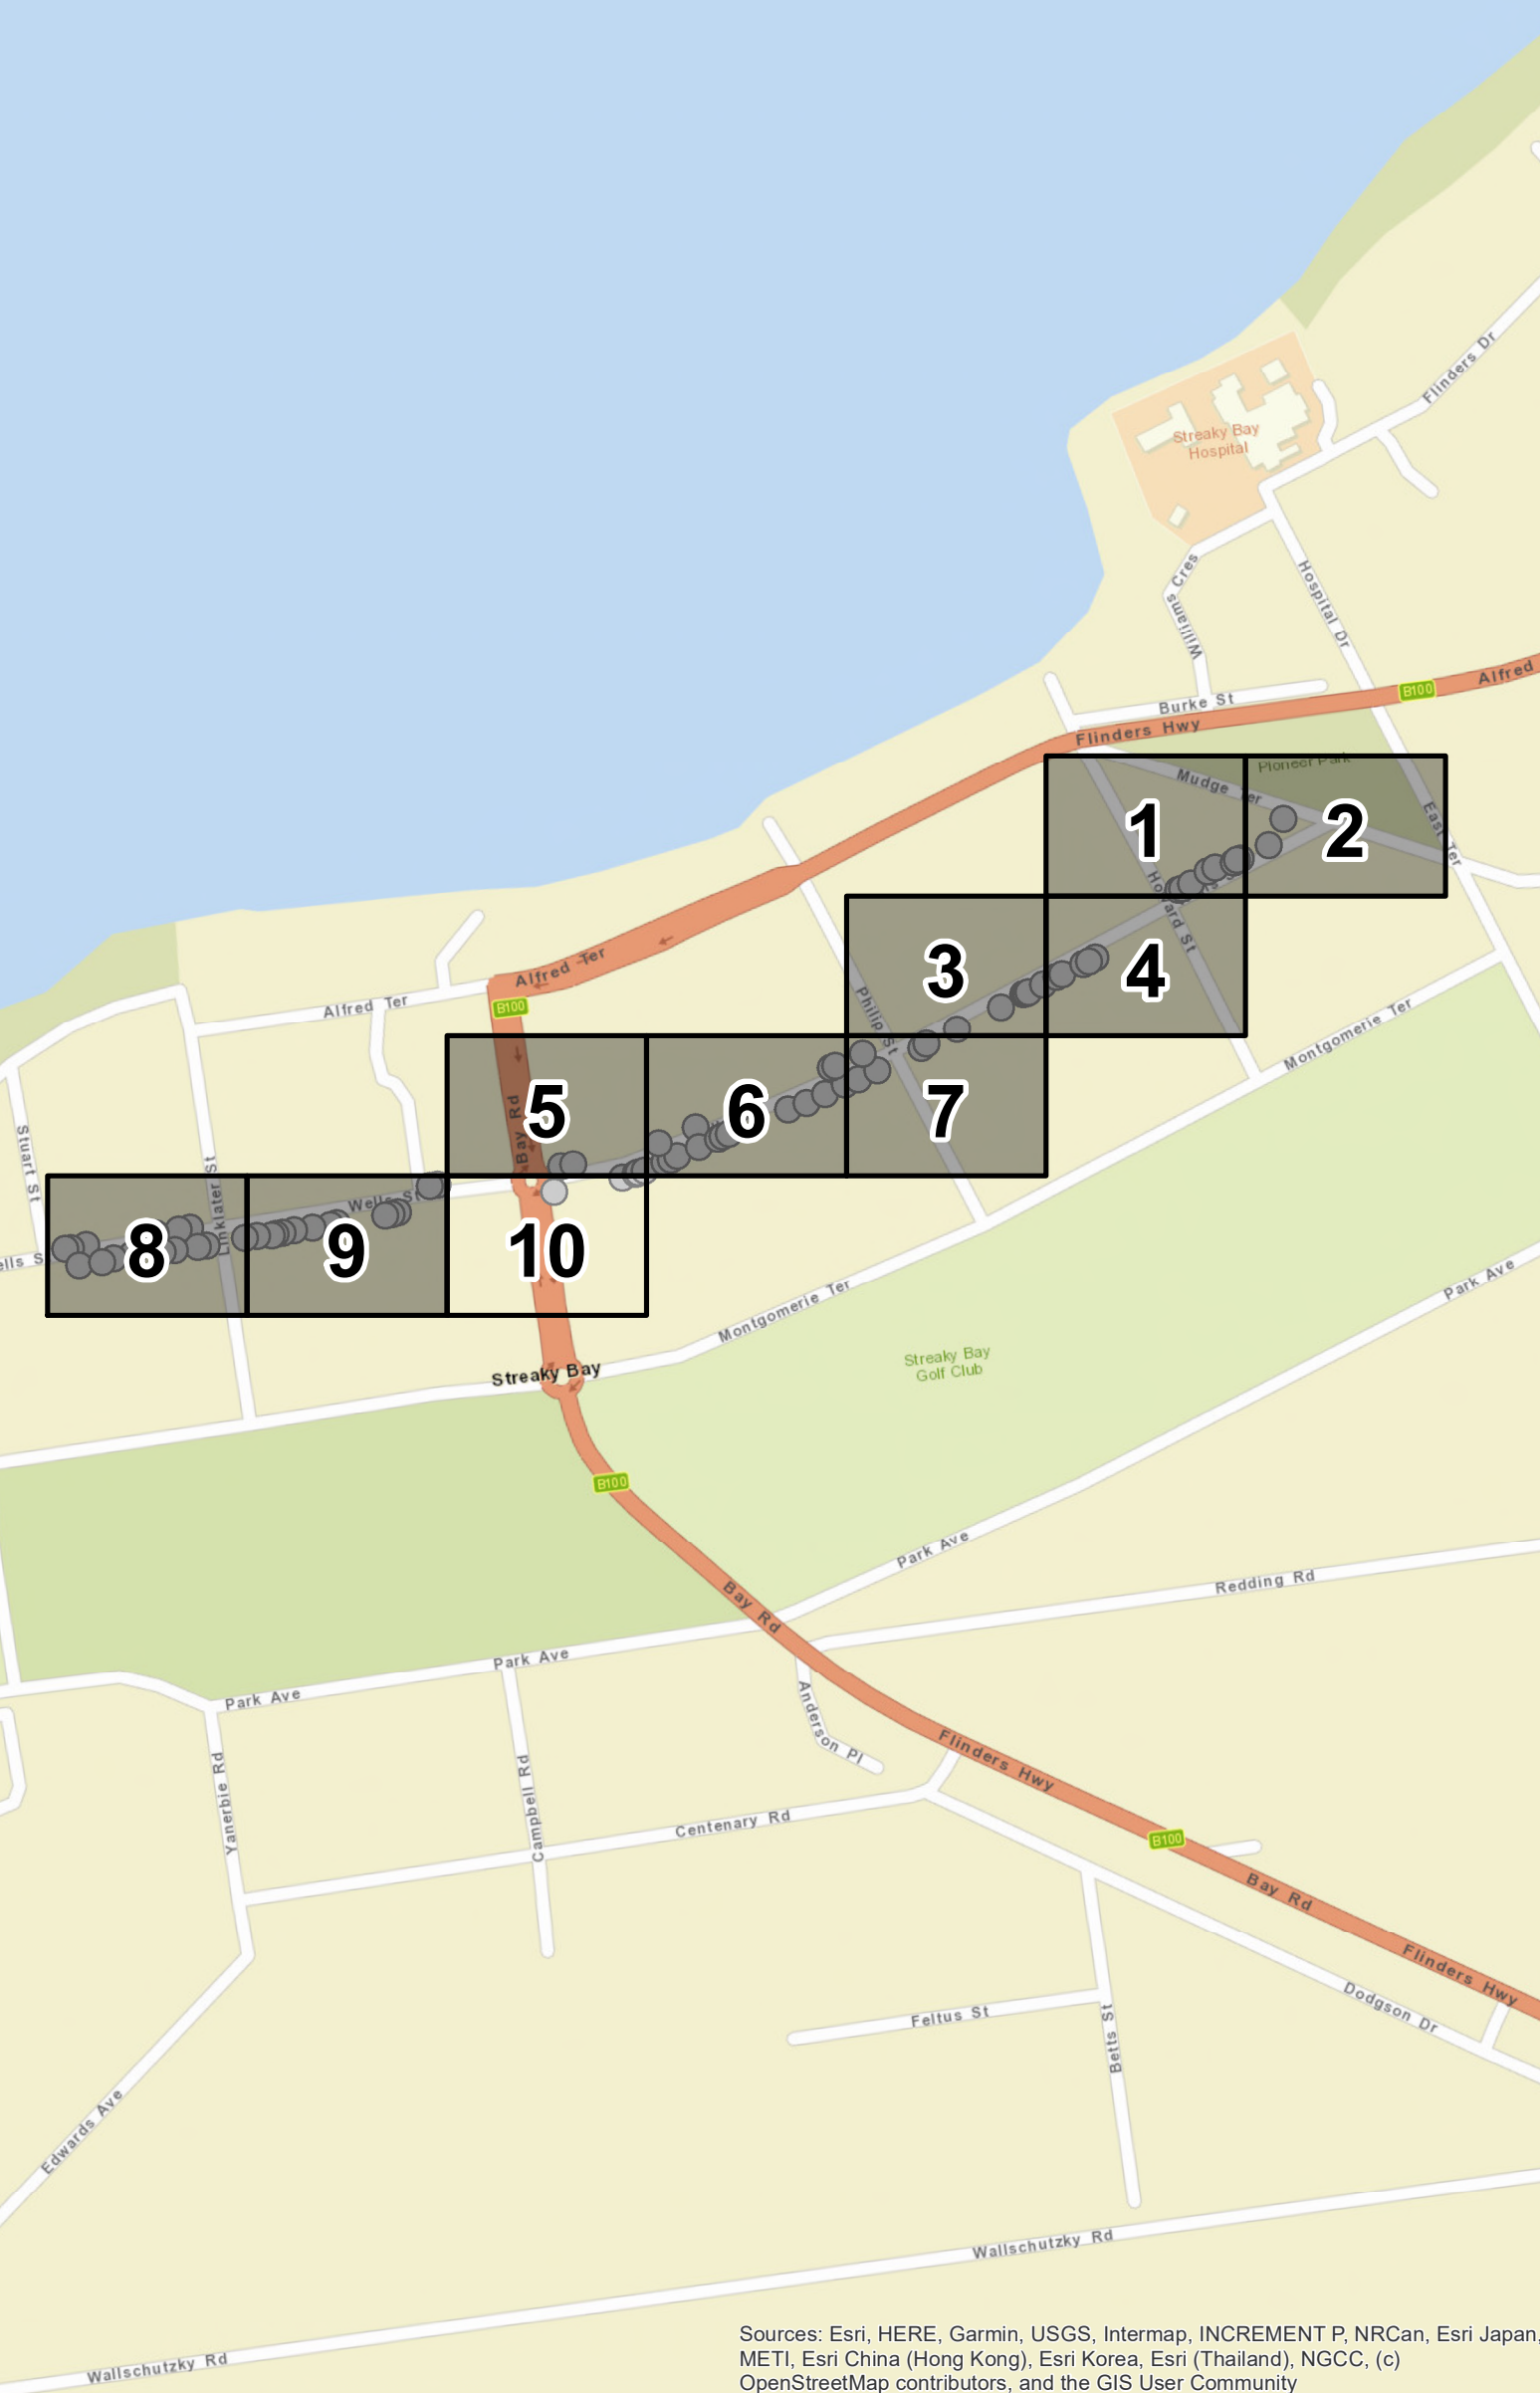 Flinders Dr
Streaky Bay
Hospital
Williams Cres
Hospital Dr
Alfred
B100
Burke St
Flinders Hwy
Pioneer Park
Mudge Ter
1
2
East Ter
Howard St
3
4
Philip St
Alfred Ter
Alfred Ter
B100
Montgomerie Ter
5
6
7
Bay Rd
Stuart St
Linklater St
Wells St
ells S
8
9
10
Montgomerie Ter
Park Ave
Streaky Bay
Streaky Bay
Golf Club
B100
Park Ave
Redding Rd
Bay Rd
Park Ave
Park Ave
Anderson Pl
Yanerbie Rd
Campbell Rd
Flinders Hwy
Centenary Rd
B100
Bay Rd
Flinders Hwy
Dodgson Dr
Feltus St
Betts St
Edwards Ave
Wallschutzky Rd
Wallschutzky Rd
Sources: Esri, HERE, Garmin, USGS, Intermap, INCREMENT P, NRCan, Esri Japan,
METI, Esri China (Hong Kong), Esri Korea, Esri (Thailand), NGCC, (c)
OpenStreetMap contributors, and the GIS User Community